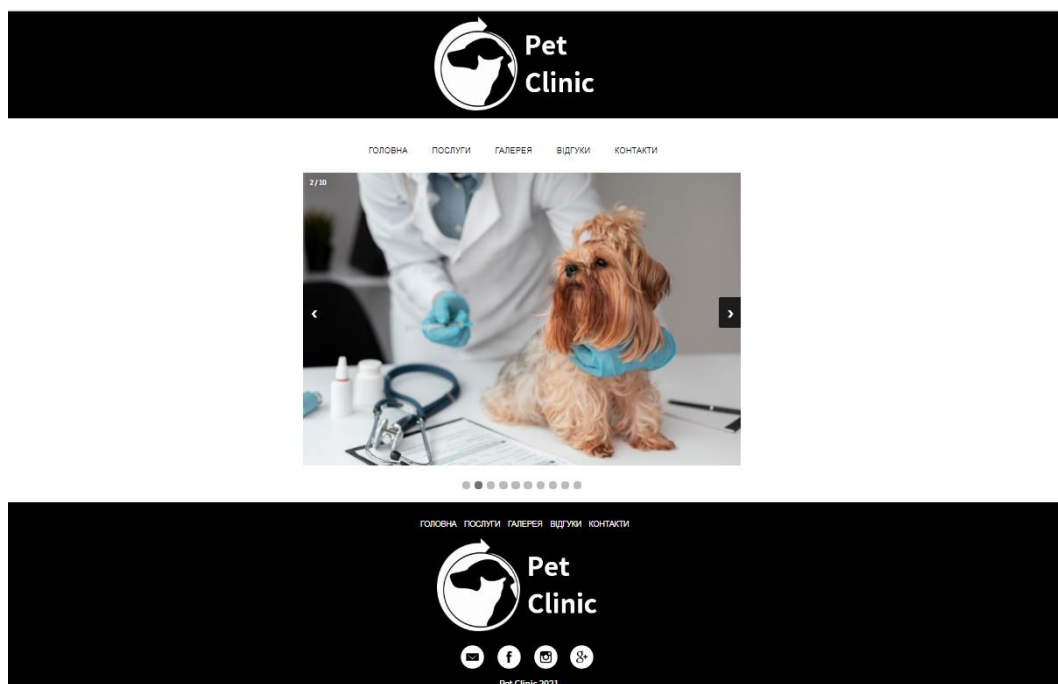 Pet
Clinic
ГОЛОВНА ПОСЛУГИ ГАЛЕРЕЯ ВІДГУКИ КОНТАКТИ
2 / 10
ГОЛОВНА ПОСЛУГИ ГАЛЕРЕЯ ВІДГУКИ КОНТАКТИ
Pet
Clinic
f 8+
Pet Clinic 2021